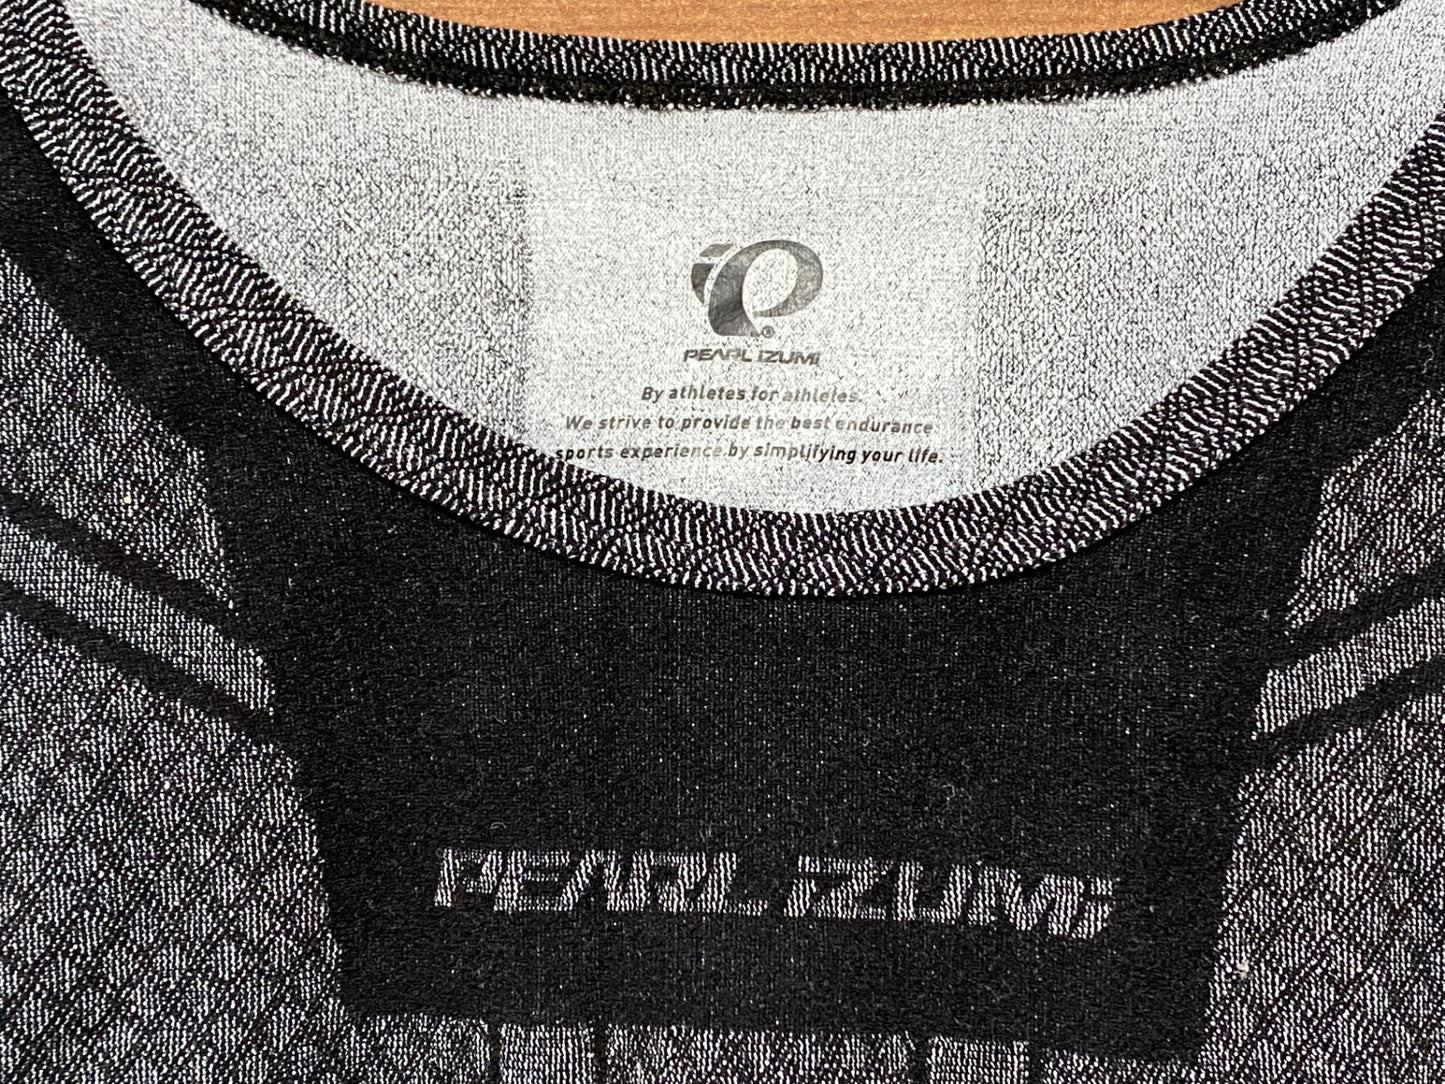 PEARL IZUMI
By athletes for athletes.
We strive to provide the best endurance
sports experience by simplifying your life.
PEARL IZUMI